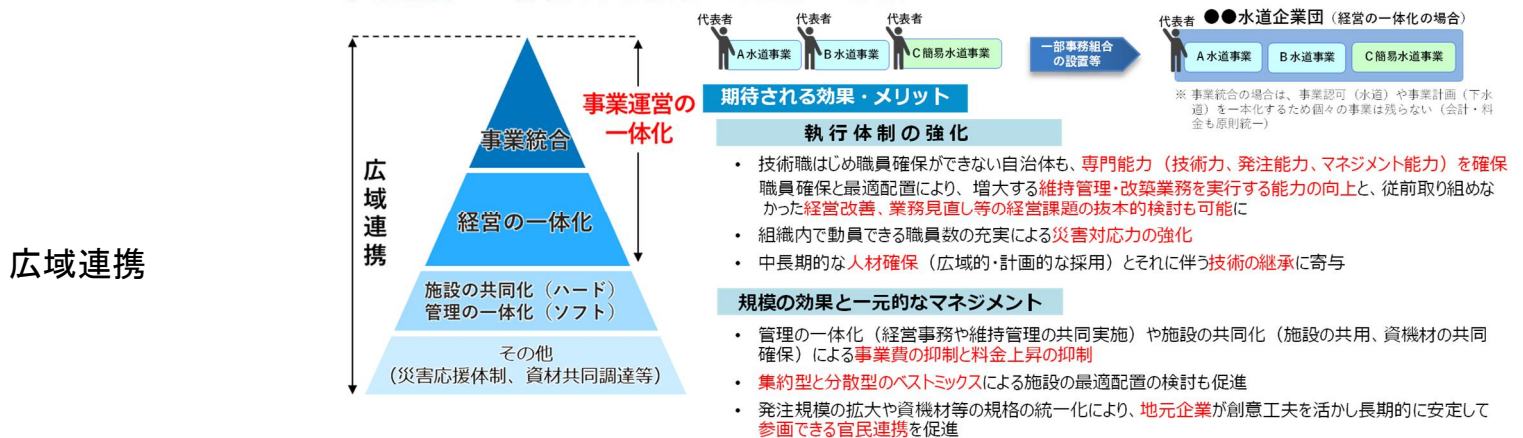 広域連携
広域連携
事業統合
経営の一体化
施設の共同化（ハード）
管理の一体化（ソフト）
その他
（災害応援体制、資材共同調達等）
事業運営の
一体化
代表者
代表者
代表者
A水道事業
B水道事業
C簡易水道事業
一部事務組合
の設置等
代表者
●●水道企業団（経営の一体化の場合）
A水道事業
B水道事業
C簡易水道事業
※ 事業統合の場合は、事業認可（水道）や事業計画（下水
道）を一本化するため個々の事業は残らない（会計・料
金も原則統一）
期待される効果・メリット
執行体制の強化
• 技術職はじめ職員確保ができない自治体も、専門能力（技術力、発注能力、マネジメント能力）を確保
職員確保と最適配置により、増大する維持管理・改築業務を実行する能力の向上と、従前取り組めな
かった経営改善、業務見直し等の経営課題の抜本的検討も可能に
• 組織内で動員できる職員数の充実による災害対応力の強化
• 中長期的な人材確保（広域的・計画的な採用）とそれに伴う技術の継承に寄与
規模の効果と一元的なマネジメント
• 管理の一体化（経営事務や維持管理の共同実施）や施設の共同化（施設の共用、資機材の共同
確保）による事業費の抑制と料金上昇の抑制
• 集約型と分散型のベストミックスによる施設の最適配置の検討も促進
• 発注規模の拡大や資機材等の規格の統一化により、地元企業が創意工夫を活かし長期的に安定して
参画できる官民連携を促進